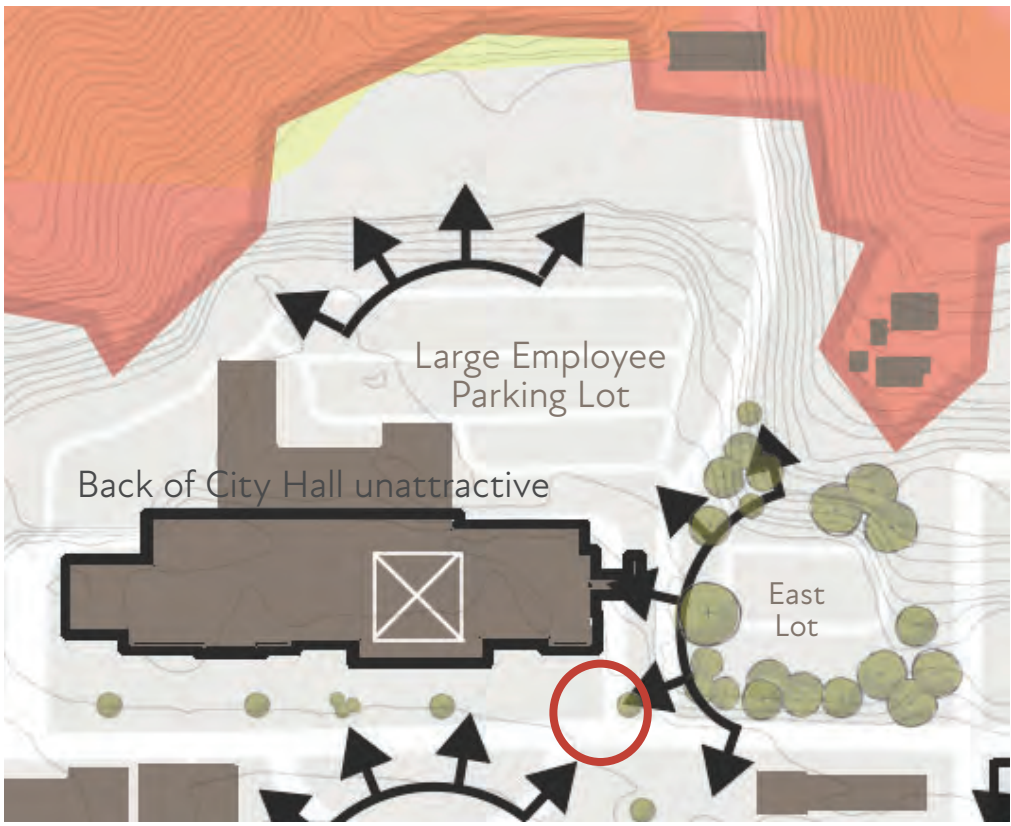 Large Employee
Parking Lot
Back of City Hall unattractive
East
Lot